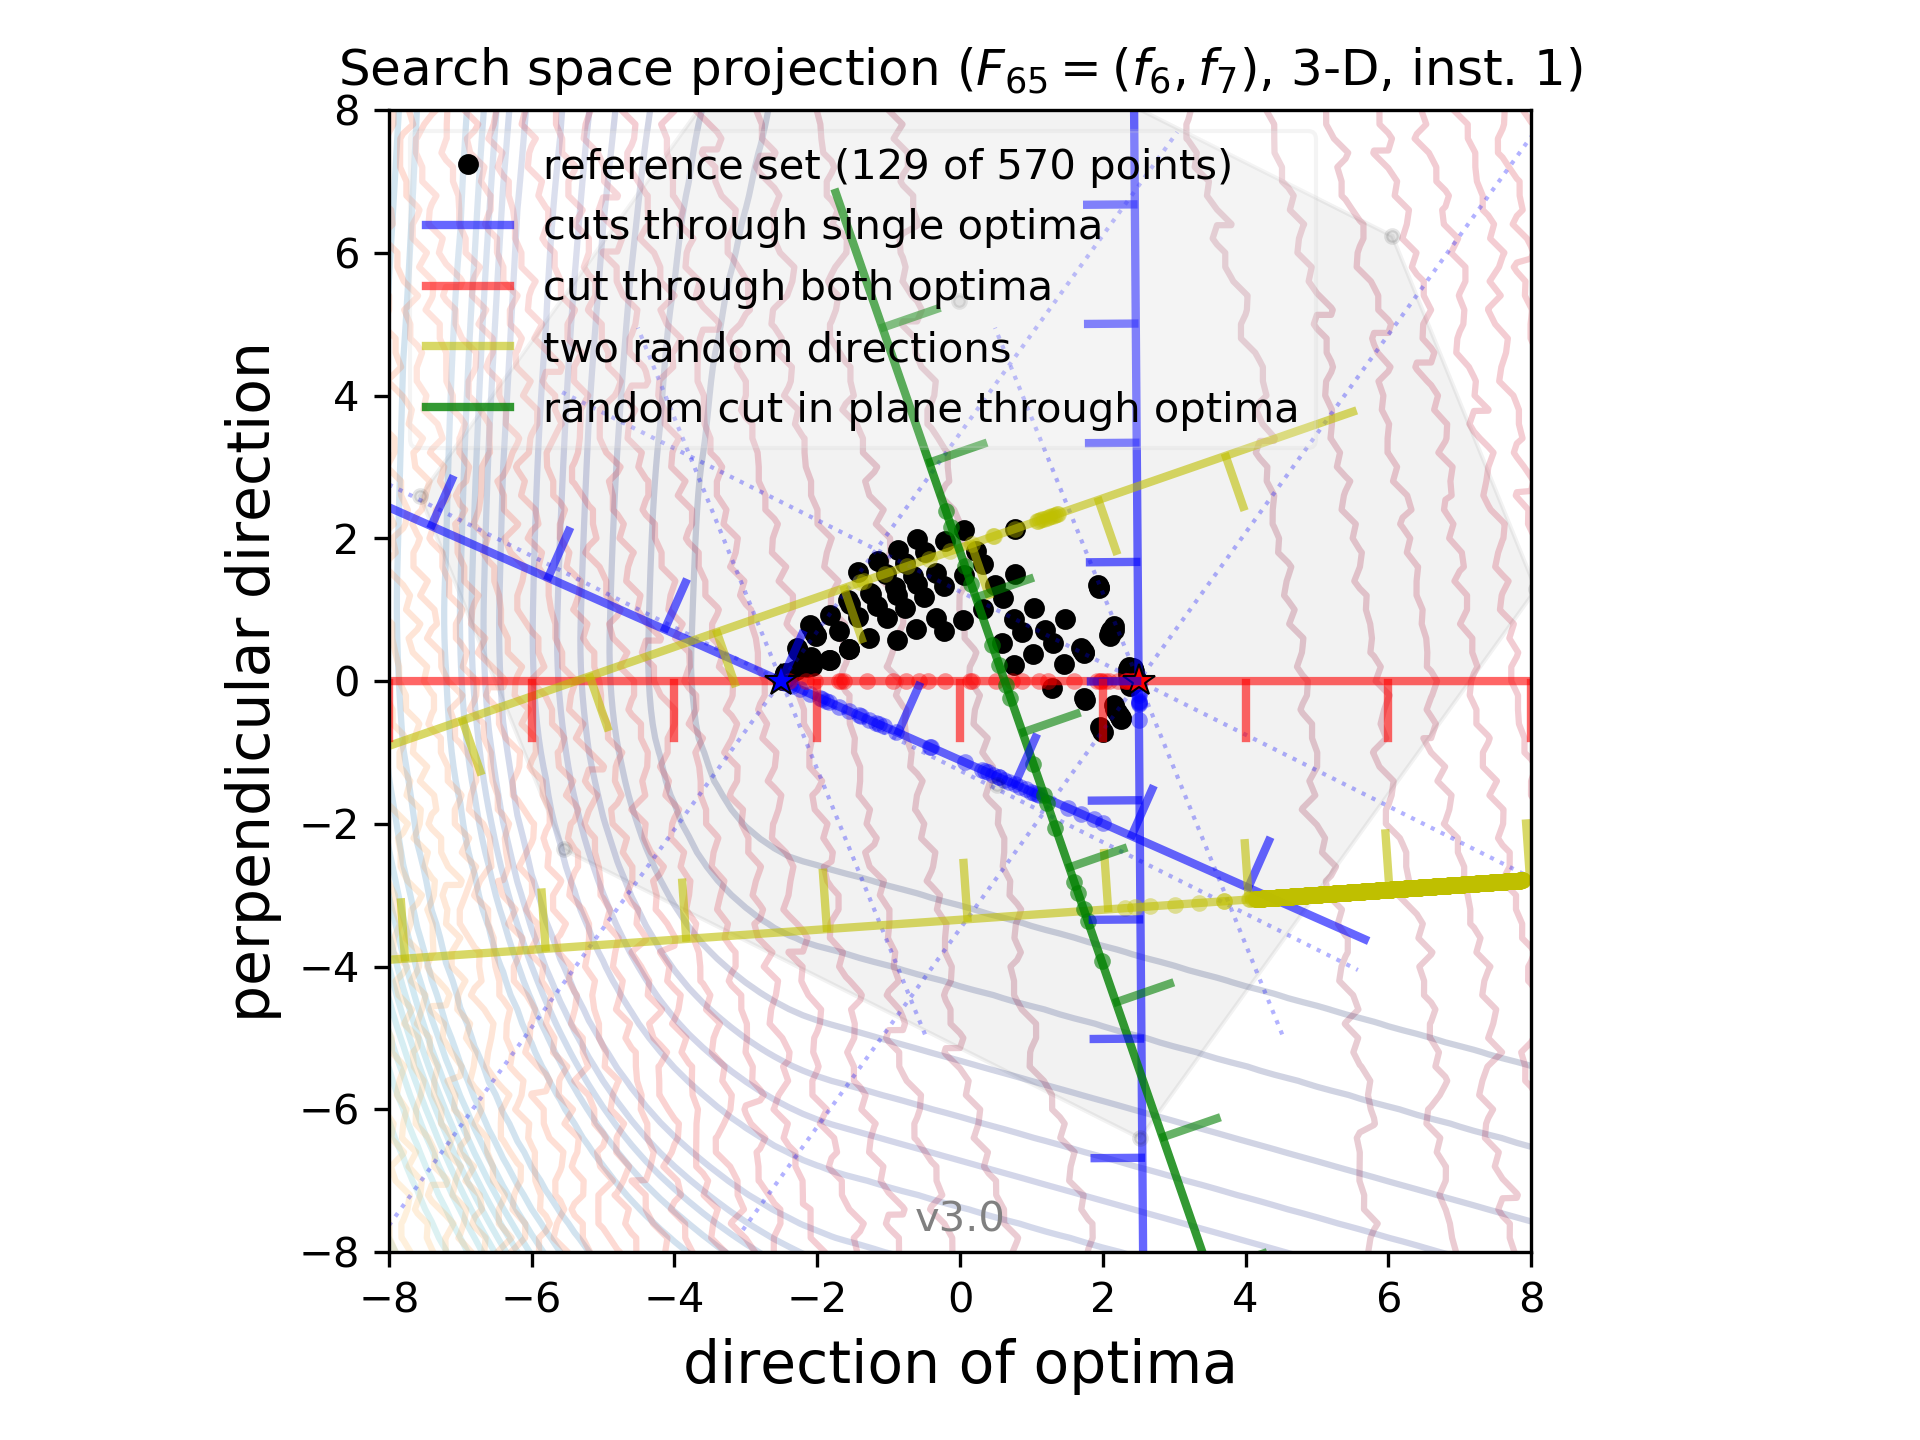 Search space projection (F₆₅ = (f₆, f₇), 3-D, inst. 1)
reference set (129 of 570 points)
cuts through single optima
cut through both optima
two random directions
random cut in plane through optima
8
6
4
2
0
−2
−4
−6
−8
perpendicular direction
v3.0
−8 −6 −4 −2 0 2 4 6 8
direction of optima